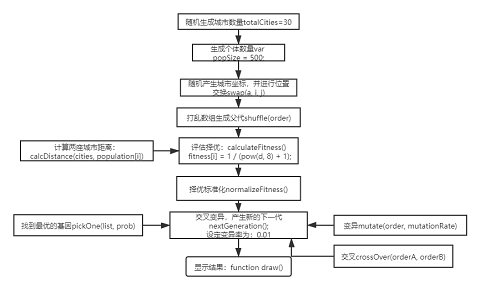 随机生成城市数量totalCities=30
生成个体数量var
popSize = 500;
随机产生城市坐标，并进行位置
交换swap(a, i, j)
打乱数组生成父代shuffle(order)
计算两座城市距离：
calcDistance(cities, population[i])
评估择优：calculateFitness()
fitness[i] = 1 / (pow(d, 8) + 1);
择优标准化normalizeFitness()
找到最优的基因pickOne(list, prob)
交叉变异，产生新的下一代
nextGeneration();
设定变异率为：0.01
变异mutate(order, mutationRate)
交叉crossOver(orderA, orderB)
显示结果：function draw()